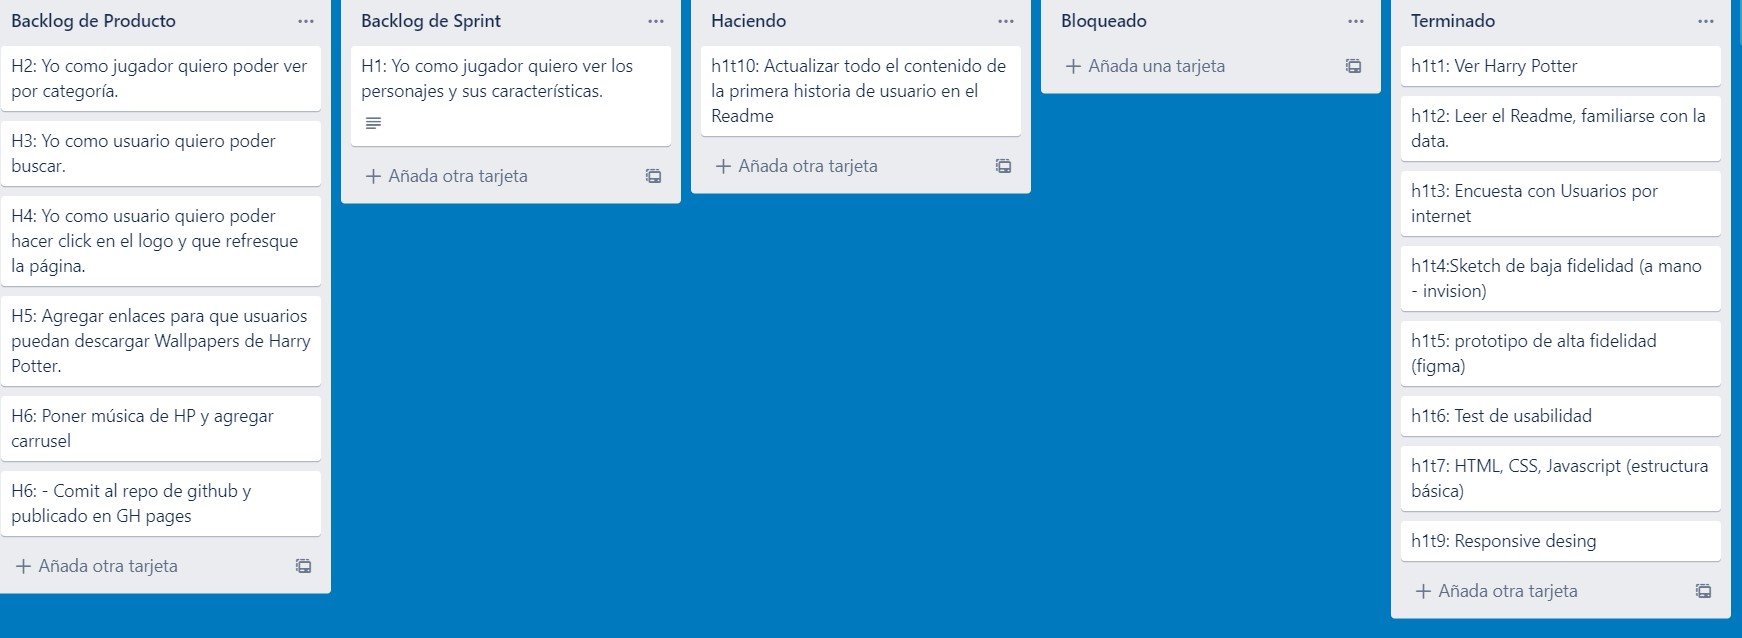 Backlog de Producto
H2: Yo como jugador quiero poder ver
por categoría.
H3: Yo como usuario quiero poder
buscar.
H4: Yo como usuario quiero poder
hacer click en el logo y que refresque
la página.
H5: Agregar enlaces para que usuarios
puedan descargar Wallpapers de Harry
Potter.
H6: Poner música de HP y agregar
carrusel
H6: - Comit al repo de github y
publicado en GH pages
+ Añada otra tarjeta
Backlog de Sprint
H1: Yo como jugador quiero ver los
personajes y sus características.
+ Añada otra tarjeta
Haciendo
h1t10: Actualizar todo el contenido de
la primera historia de usuario en el
Readme
+ Añada otra tarjeta
Bloqueado
+ Añada una tarjeta
Terminado
h1t1: Ver Harry Potter
h1t2: Leer el Readme, familiarse con la
data.
h1t3: Encuesta con Usuarios por
internet
h1t4:Sketch de baja fidelidad (a mano
- invision)
h1t5: prototipo de alta fidelidad
(figma)
h1t6: Test de usabilidad
h1t7: HTML, CSS, Javascript (estructura
básica)
h1t9: Responsive desing
+ Añada otra tarjeta